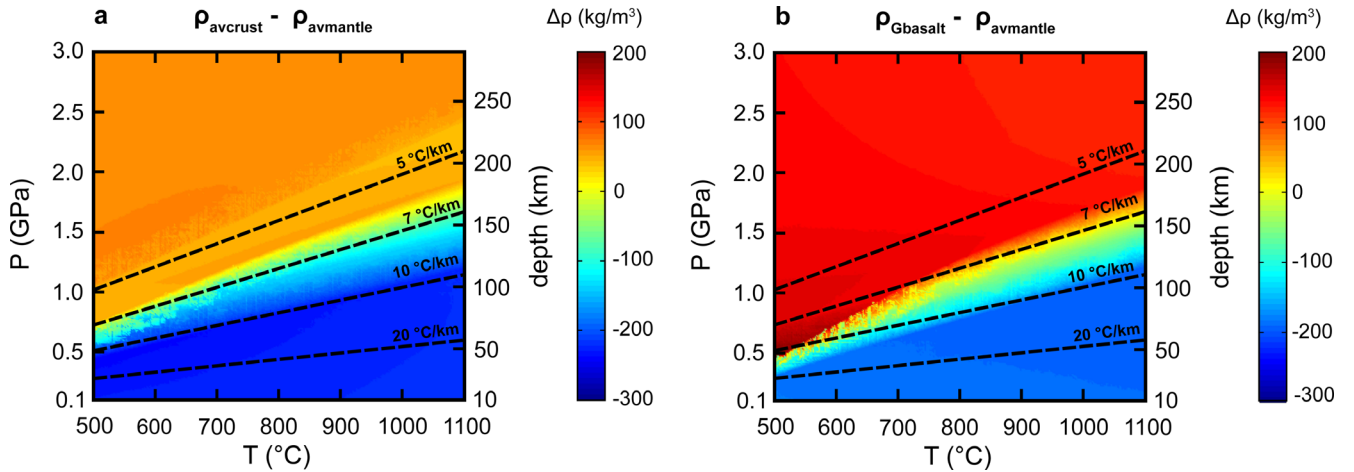 a
ρavcrust - ρavmantle
Δρ (kg/m³)
3.0
2.5
2.0
1.5
1.0
0.5
0.1
P (GPa)
250
200
150
100
50
10
depth (km)
5 °C/km
7 °C/km
10 °C/km
20 °C/km
500 600 700 800 900 1000 1100
T (°C)
200
100
0
-100
-200
-300
b
ρGbasalt - ρavmantle
Δρ (kg/m³)
3.0
2.5
2.0
1.5
1.0
0.5
0.1
P (GPa)
250
200
150
100
50
10
depth (km)
5 °C/km
7 °C/km
10 °C/km
20 °C/km
500 600 700 800 900 1000 1100
T (°C)
200
100
0
-100
-200
-300